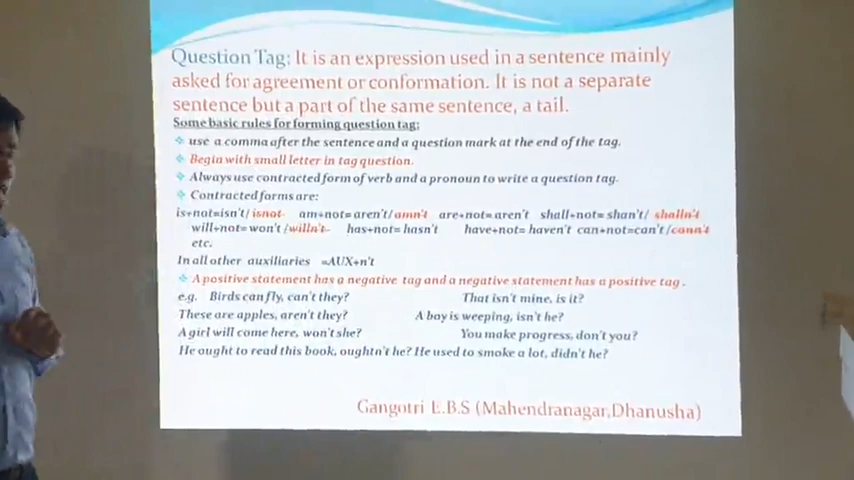 Question Tag: It is an expression used in a sentence mainly
asked for agreement or conformation. It is not a separate
sentence but a part of the same sentence, a tail.
Some basic rules for forming question tag:
use a comma after the sentence and a question mark at the end of the tag.
Begin with small letter in tag question.
Always use contracted form of verb and a pronoun to write a question tag.
Contracted forms are:
is+not=isn't/isnot am+not=aren't/amn't are+not=aren't shall+not=shan't/shalln't
will+not=won't/willn't has+not=hasn't have+not=haven't can+not=can't/cann't
etc.
In all other auxiliaries =AUX+n't
A positive statement has a negative tag and a negative statement has a positive tag.
e.g. Birds can fly, can't they? That isn't mine, is it?
These are apples, aren't they? A boy is weeping, isn't he?
A girl will come here, won't she? You make progress, don't you?
He ought to read this book, oughtn't he? He used to smoke a lot, didn't he?
Gangotri E.B.S (Mahendranagar,Dhanusha)